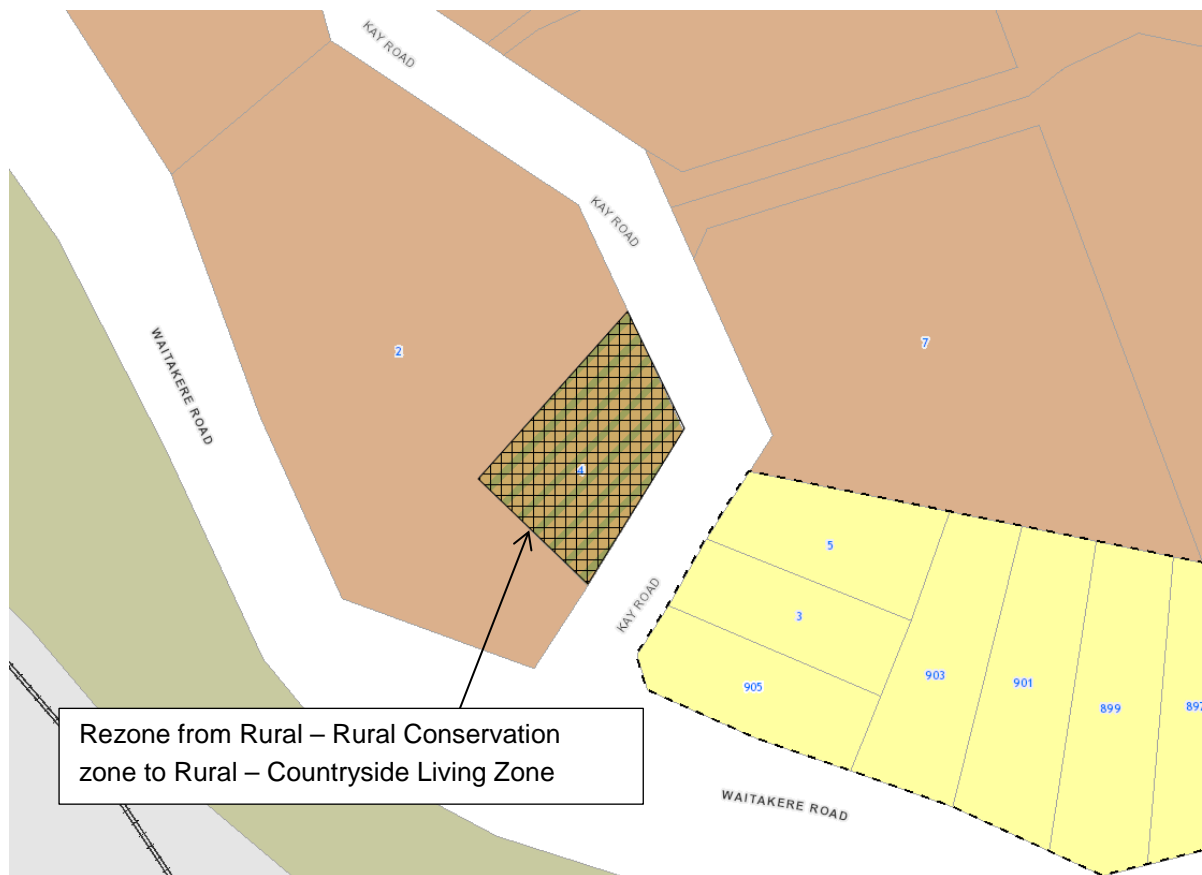 KAY ROAD
KAY ROAD
2
7
WAITAKERE ROAD
4
5
KAY ROAD
3
905
903
901
899
897
Rezone from Rural – Rural Conservation
zone to Rural – Countryside Living Zone
WAITAKERE ROAD